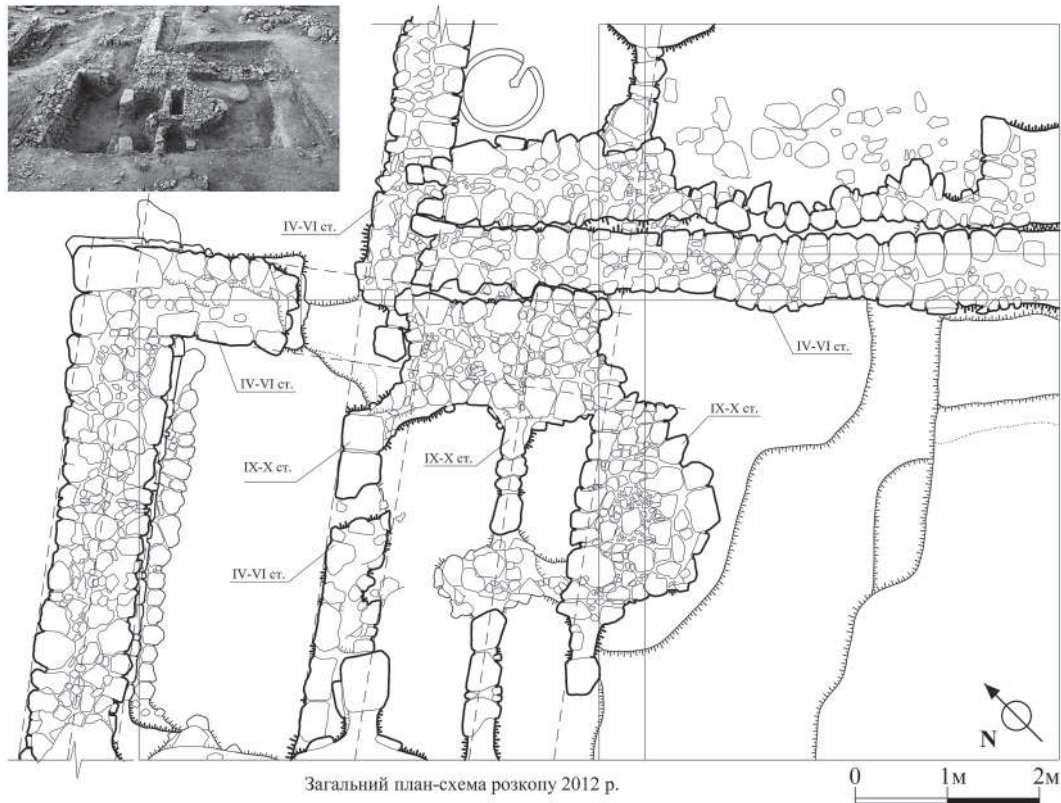 IV-VI ст.
IV-VI ст.
IV-VI ст.
IX-X ст.
IX-X ст.
IX-X ст.
IV-VI ст.
N
Загальний план-схема розкопу 2012 р.
0 1м 2м